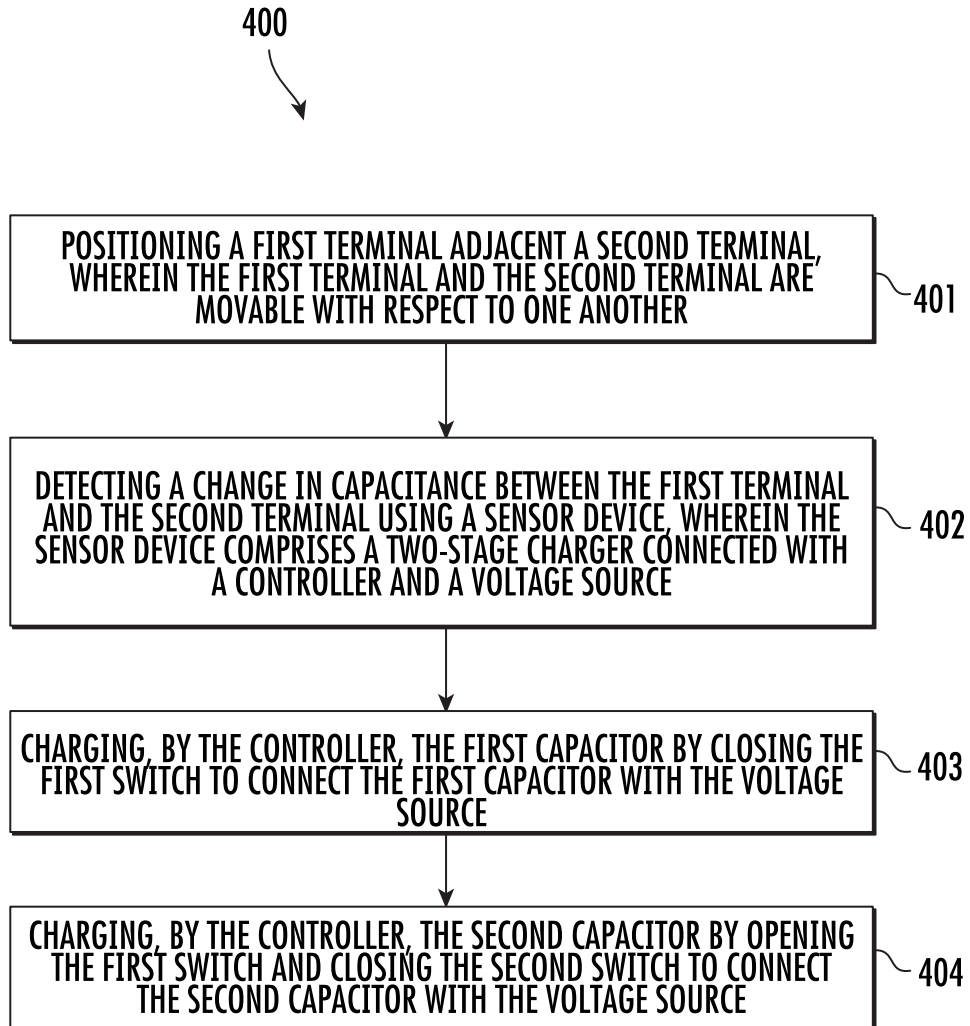 400
POSITIONING A FIRST TERMINAL ADJACENT A SECOND TERMINAL,
WHEREIN THE FIRST TERMINAL AND THE SECOND TERMINAL ARE
MOVABLE WITH RESPECT TO ONE ANOTHER
401
DETECTING A CHANGE IN CAPACITANCE BETWEEN THE FIRST TERMINAL
AND THE SECOND TERMINAL USING A SENSOR DEVICE, WHEREIN THE
SENSOR DEVICE COMPRISES A TWO-STAGE CHARGER CONNECTED WITH
A CONTROLLER AND A VOLTAGE SOURCE
402
CHARGING, BY THE CONTROLLER, THE FIRST CAPACITOR BY CLOSING THE
FIRST SWITCH TO CONNECT THE FIRST CAPACITOR WITH THE VOLTAGE
SOURCE
403
CHARGING, BY THE CONTROLLER, THE SECOND CAPACITOR BY OPENING
THE FIRST SWITCH AND CLOSING THE SECOND SWITCH TO CONNECT
THE SECOND CAPACITOR WITH THE VOLTAGE SOURCE
404